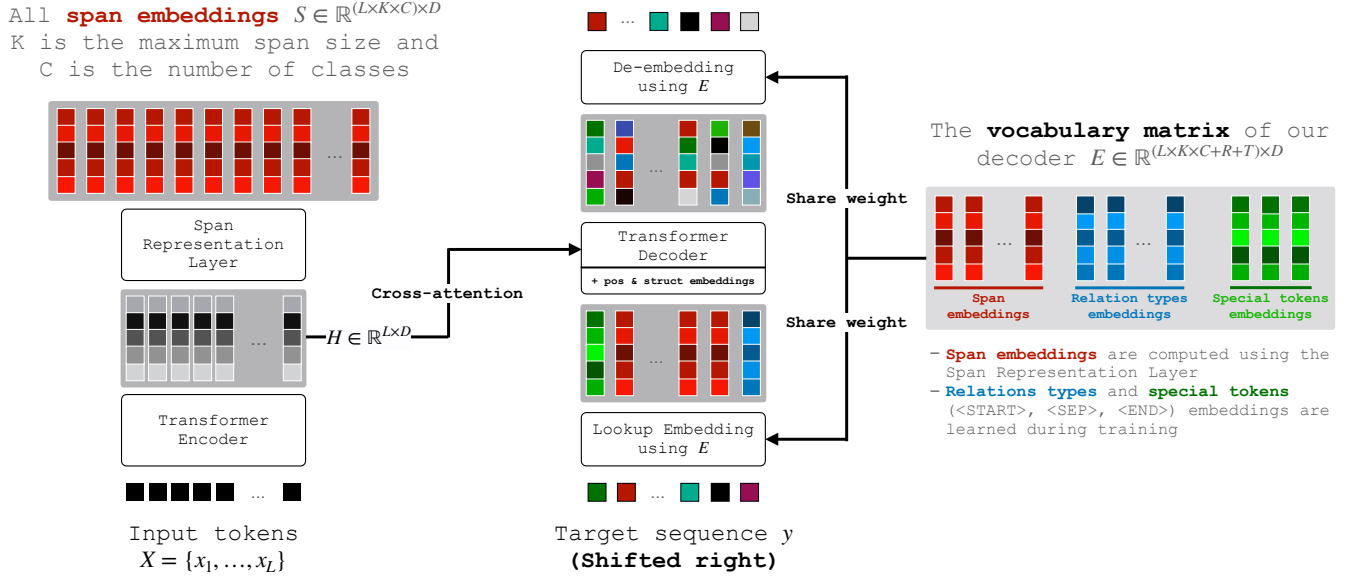 All span embeddings S ∈ ℝ^{(L×K×C)×D}
K is the maximum span size and
C is the number of classes
...
Span
Representation
Layer
...
H ∈ ℝ^{L×D}
Transformer
Encoder
...
Input tokens
X = {x_1, …, x_L}
Cross-attention
...
De-embedding
using E
...
Transformer
Decoder
+ pos & struct embeddings
...
Lookup Embedding
using E
...
Target sequence y
(Shifted right)
Share weight
Share weight
The vocabulary matrix of our
decoder E ∈ ℝ^{(L×K×C+R+T)×D}
... ...
Span
embeddings
Relation types
embeddings
Special tokens
embeddings
– Span embeddings are computed using the
Span Representation Layer
– Relations types and special tokens
(<START>, <SEP>, <END>) embeddings are
learned during training